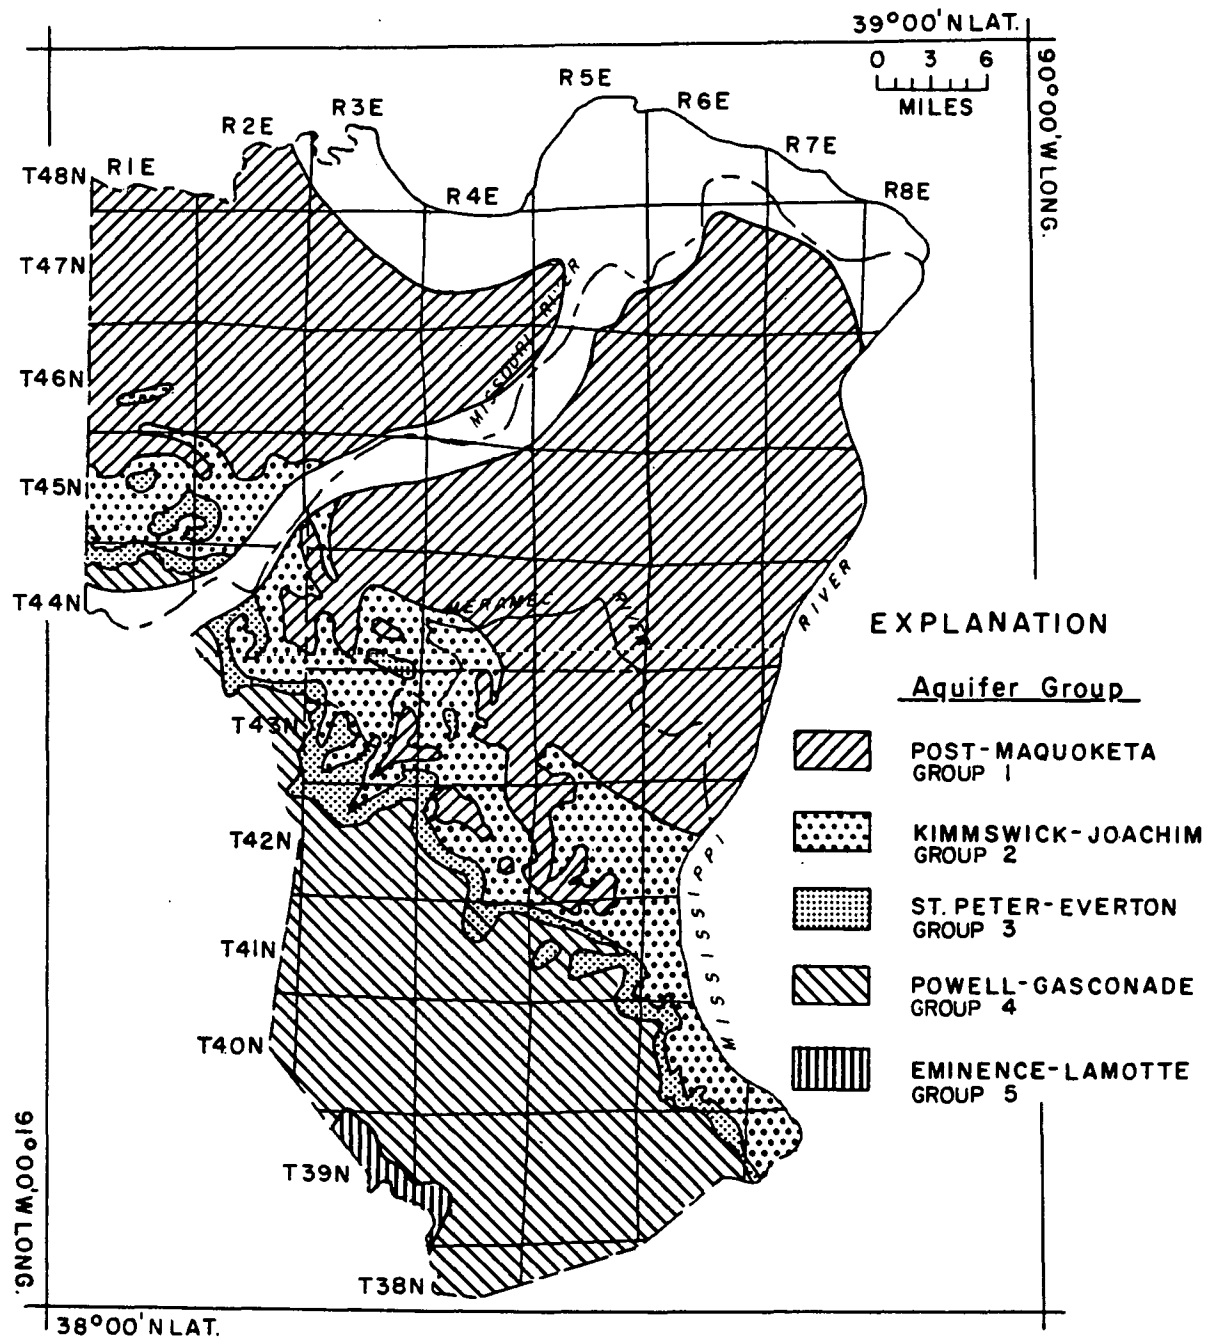 39°00'N LAT.
0 3 6
MILES
90°00'W LONG.
R5E
R6E
R3E
R2E
R7E
R1E
T48N
R4E
R8E
T47N
MISSOURI RIVER
T46N
T45N
T44N
MERAMEC RIVER
MISSISSIPPI RIVER
T43N
T42N
T41N
T40N
T39N
T38N
EXPLANATION
Aquifer Group
POST-MAQUOKETA
GROUP 1
KIMMSWICK-JOACHIM
GROUP 2
ST. PETER-EVERTON
GROUP 3
POWELL-GASCONADE
GROUP 4
EMINENCE-LAMOTTE
GROUP 5
91°00'W LONG.
38°00'N LAT.